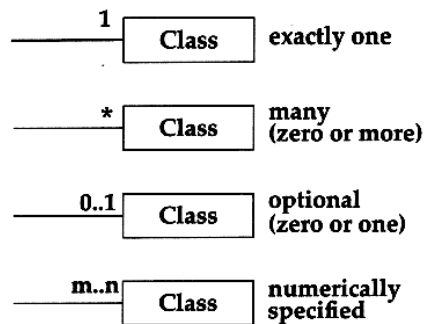 1
Class
exactly one
*
Class
many
(zero or more)
0..1
Class
optional
(zero or one)
m..n
Class
numerically
specified